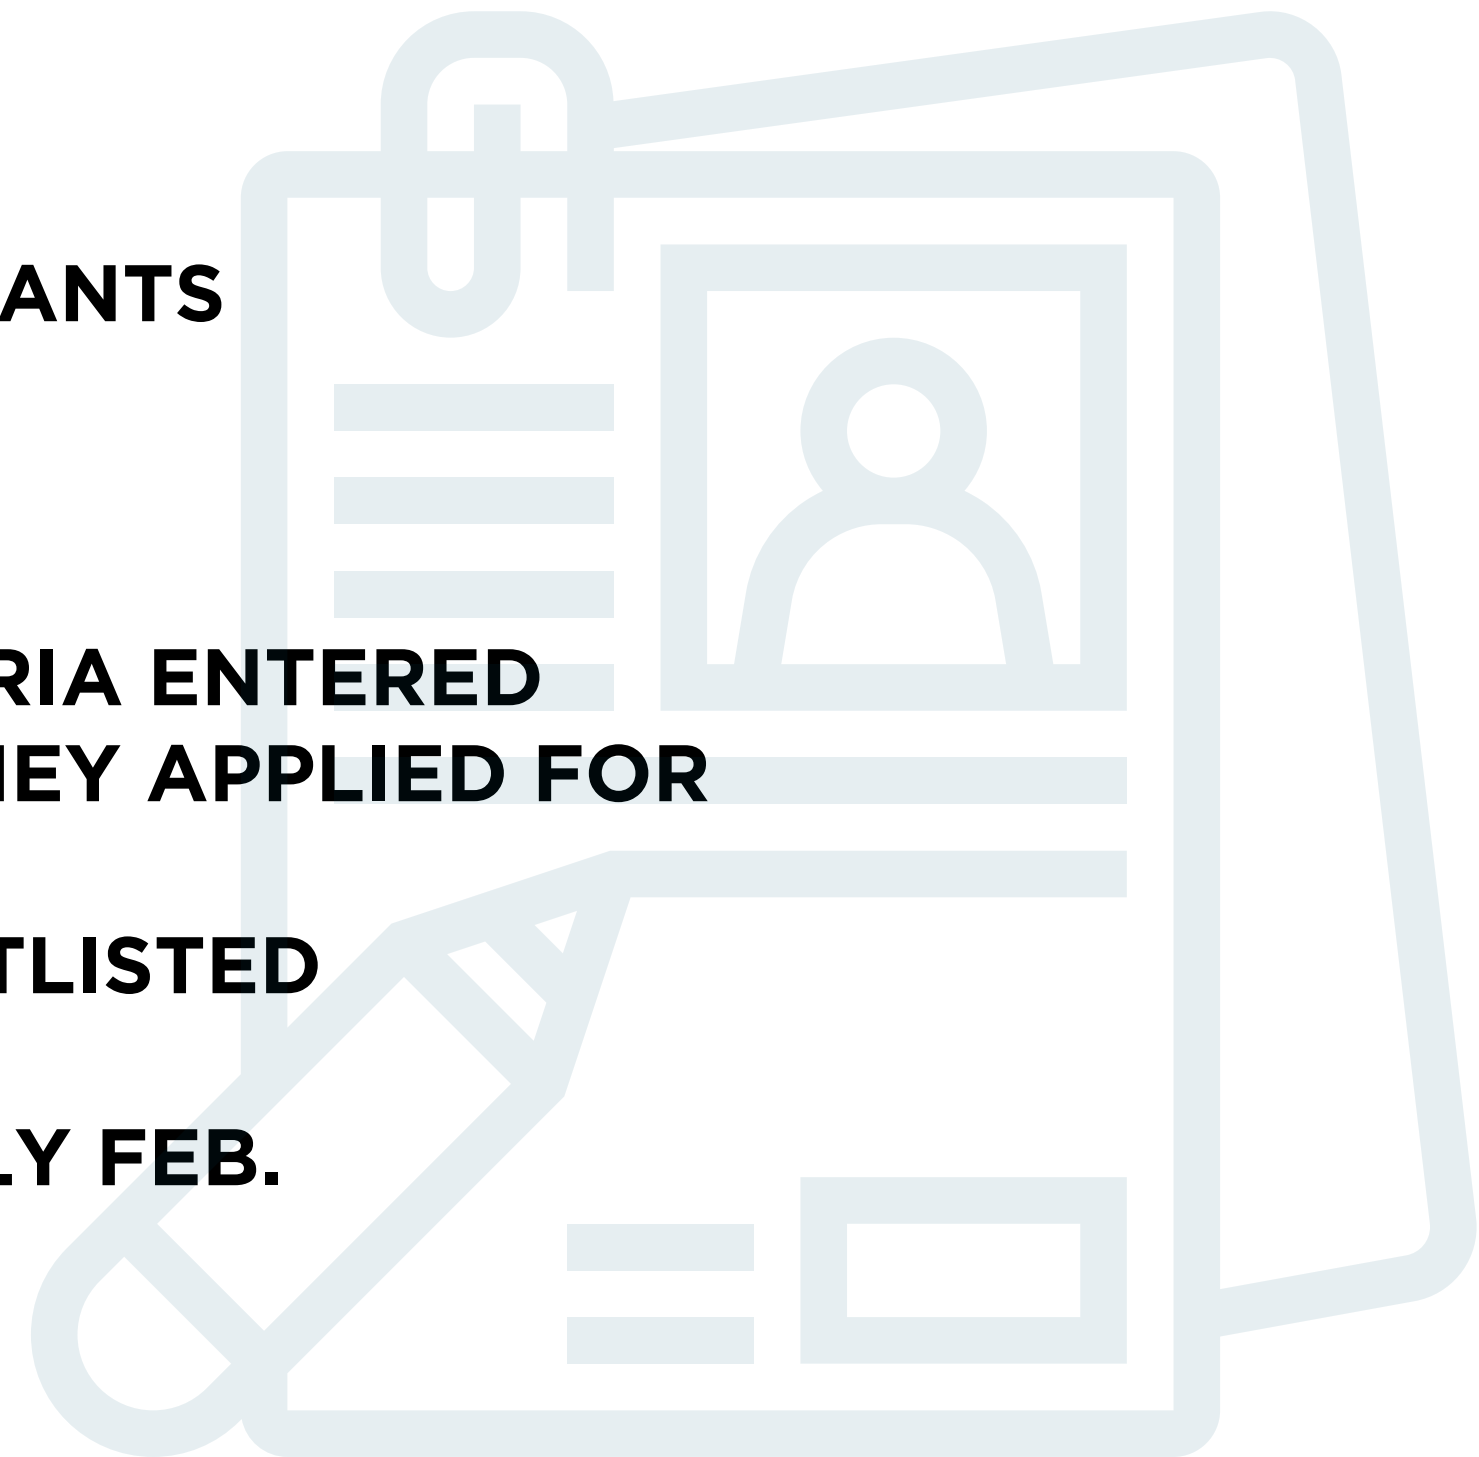 ANTS
RIA ENTERED
HEY APPLIED FOR
TLISTED
LY FEB.